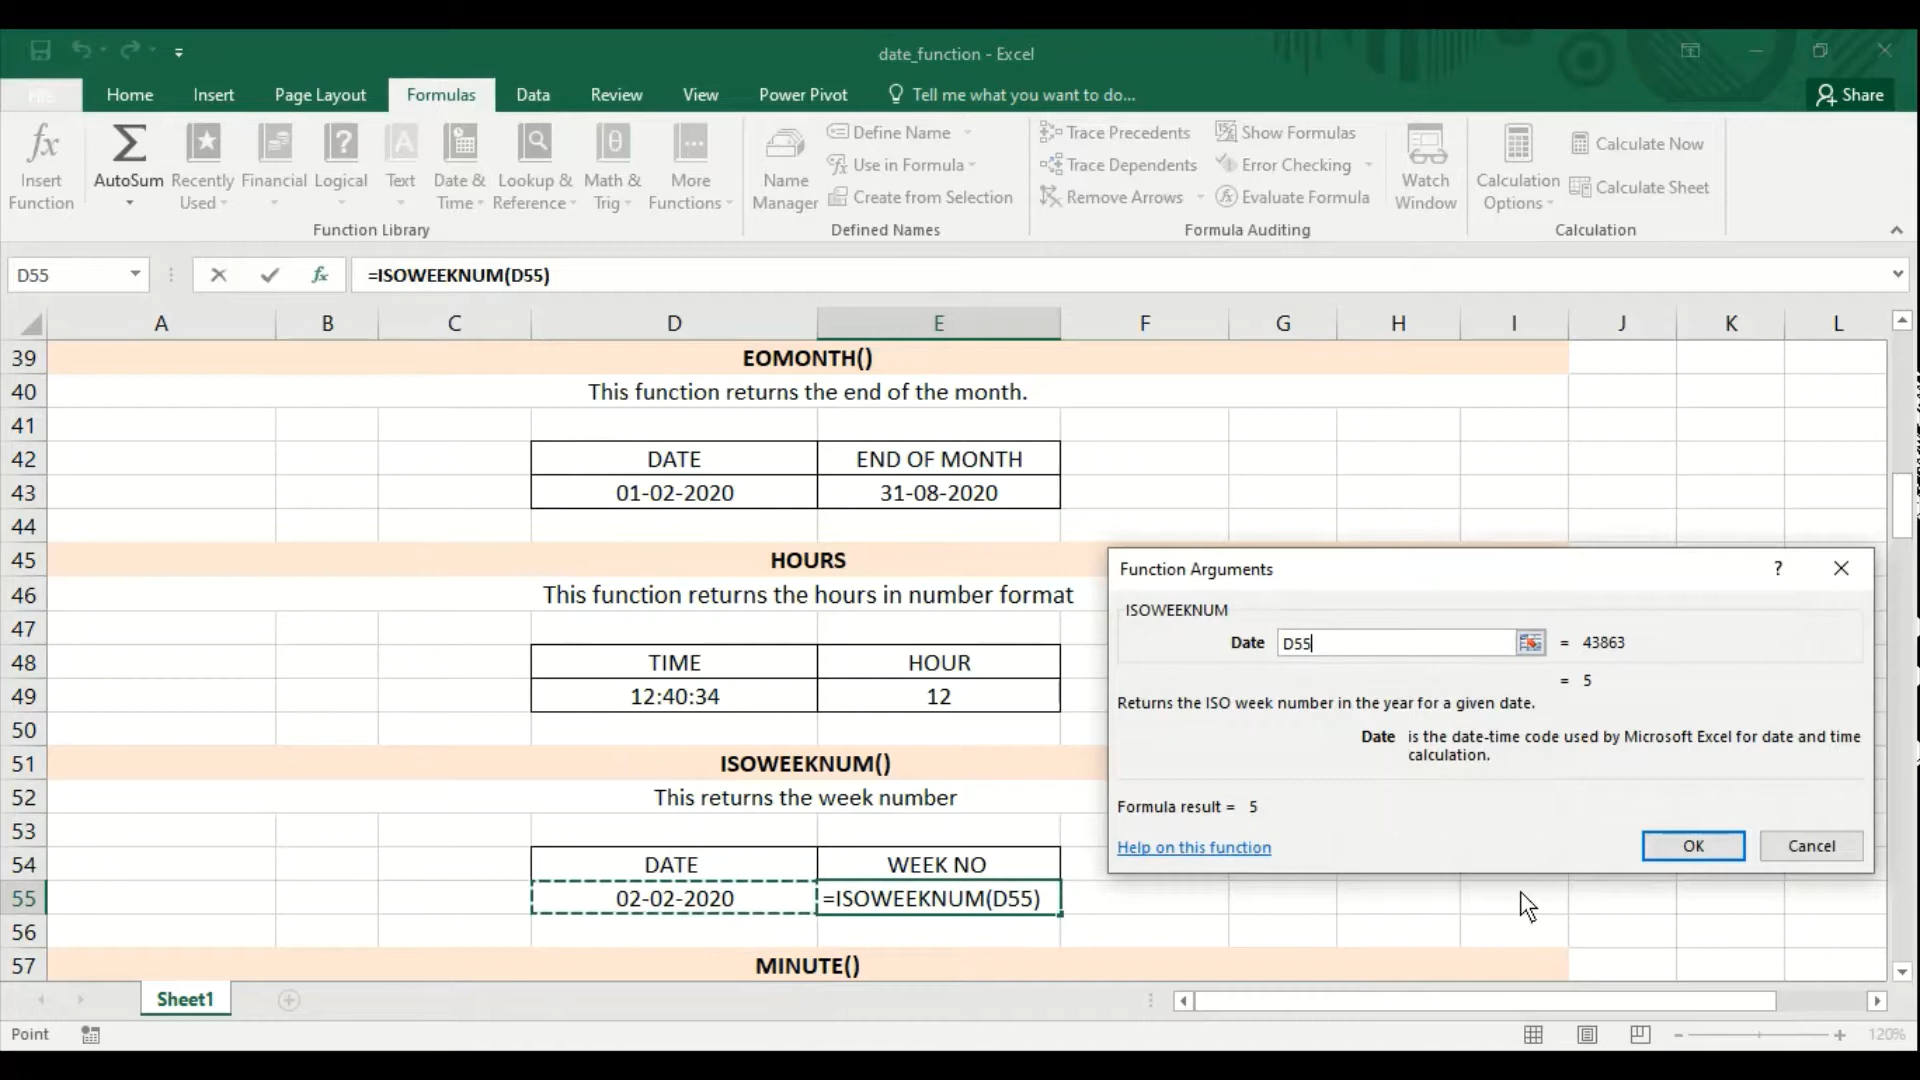 date_function - Excel
Home Insert Page Layout Formulas Data Review View Power Pivot Tell me what you want to do... Share
Insert Function
AutoSum
Recently Used
Financial
Logical
Text
Date & Time
Lookup & Reference
Math & Trig
More Functions
Function Library
Name Manager
Define Name
Use in Formula
Create from Selection
Defined Names
Trace Precedents
Trace Dependents
Remove Arrows
Show Formulas
Error Checking
Evaluate Formula
Formula Auditing
Watch Window
Calculation Options
Calculate Now
Calculate Sheet
Calculation
D55 fx =ISOWEEKNUM(D55)
A B C D E F G H I J K L
39 EOMONTH()
40 This function returns the end of the month.
41
42 DATE END OF MONTH
43 01-02-2020 31-08-2020
44
45 HOURS
46 This function returns the hours in number format
47
48 TIME HOUR
49 12:40:34 12
50
51 ISOWEEKNUM()
52 This returns the week number
53
54 DATE WEEK NO
55 02-02-2020 =ISOWEEKNUM(D55)
56
57 MINUTE()
Function Arguments ?
ISOWEEKNUM
Date D55 = 43863
= 5
Returns the ISO week number in the year for a given date.
Date is the date-time code used by Microsoft Excel for date and time
calculation.
Formula result = 5
Help on this function OK Cancel
Sheet1
Point 120%